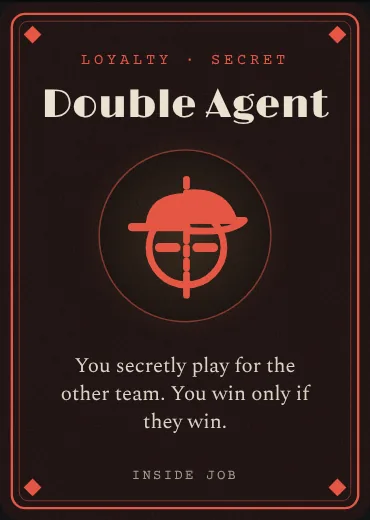 LOYALTY · SECRET
Double Agent
You secretly play for the
other team. You win only if
they win.
INSIDE JOB